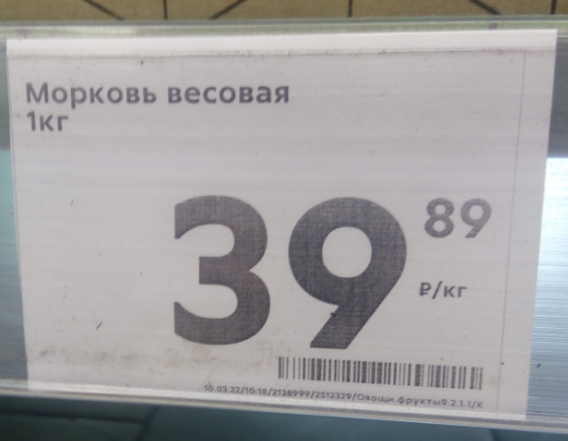 Морковь весовая
1кг
39 89
₽/кг
10.03.22/10:18/2138999/2512329/Овощи.фрукты9.2.1.1/К